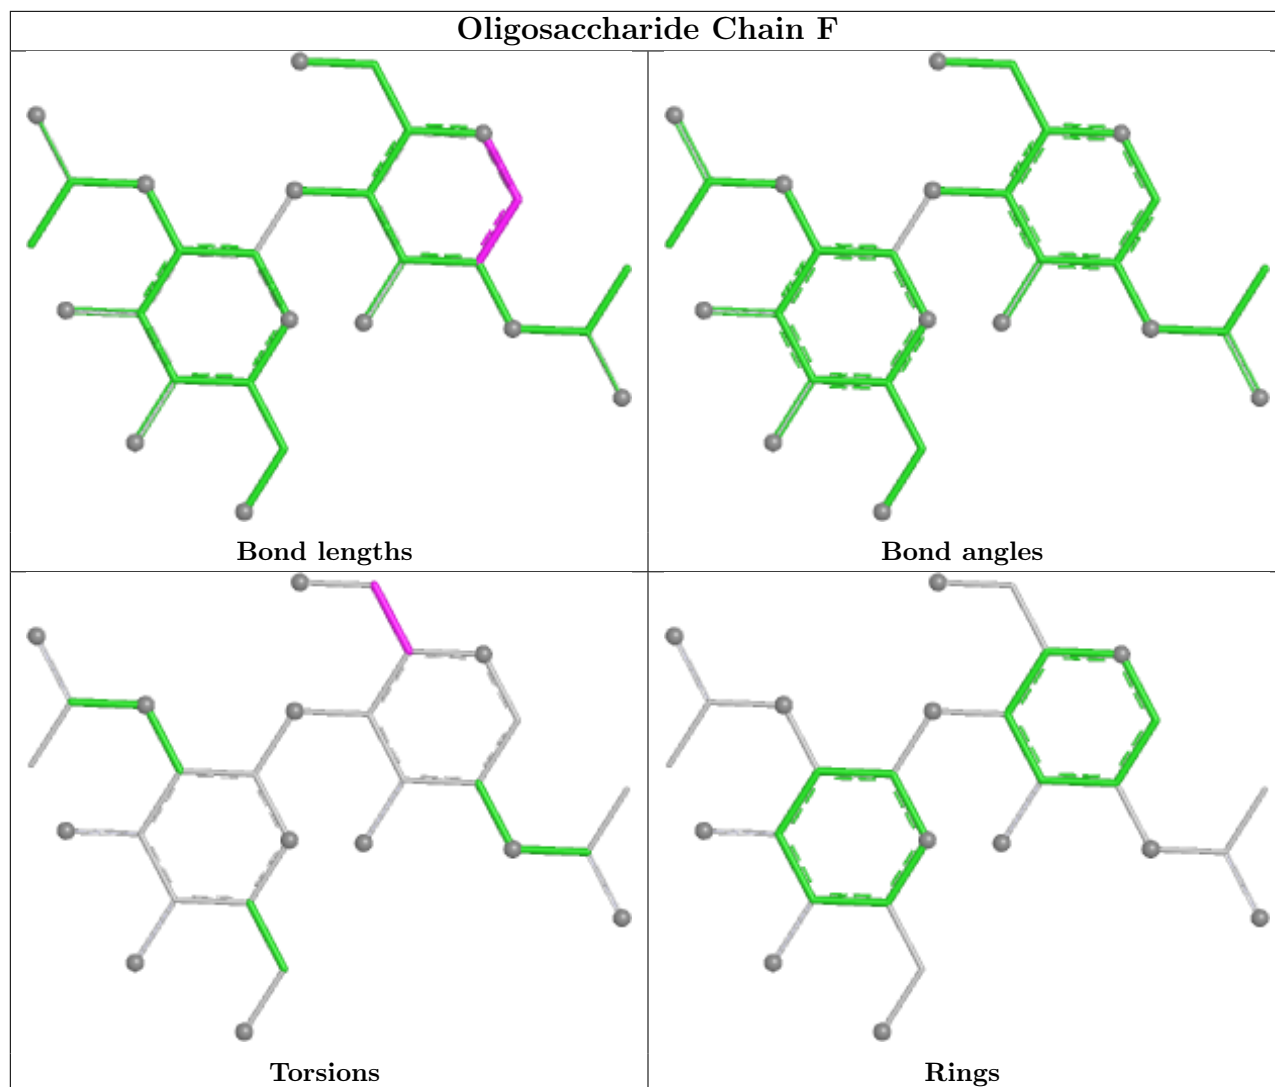 Oligosaccharide Chain F
Bond lengths
Bond angles
Torsions
Rings